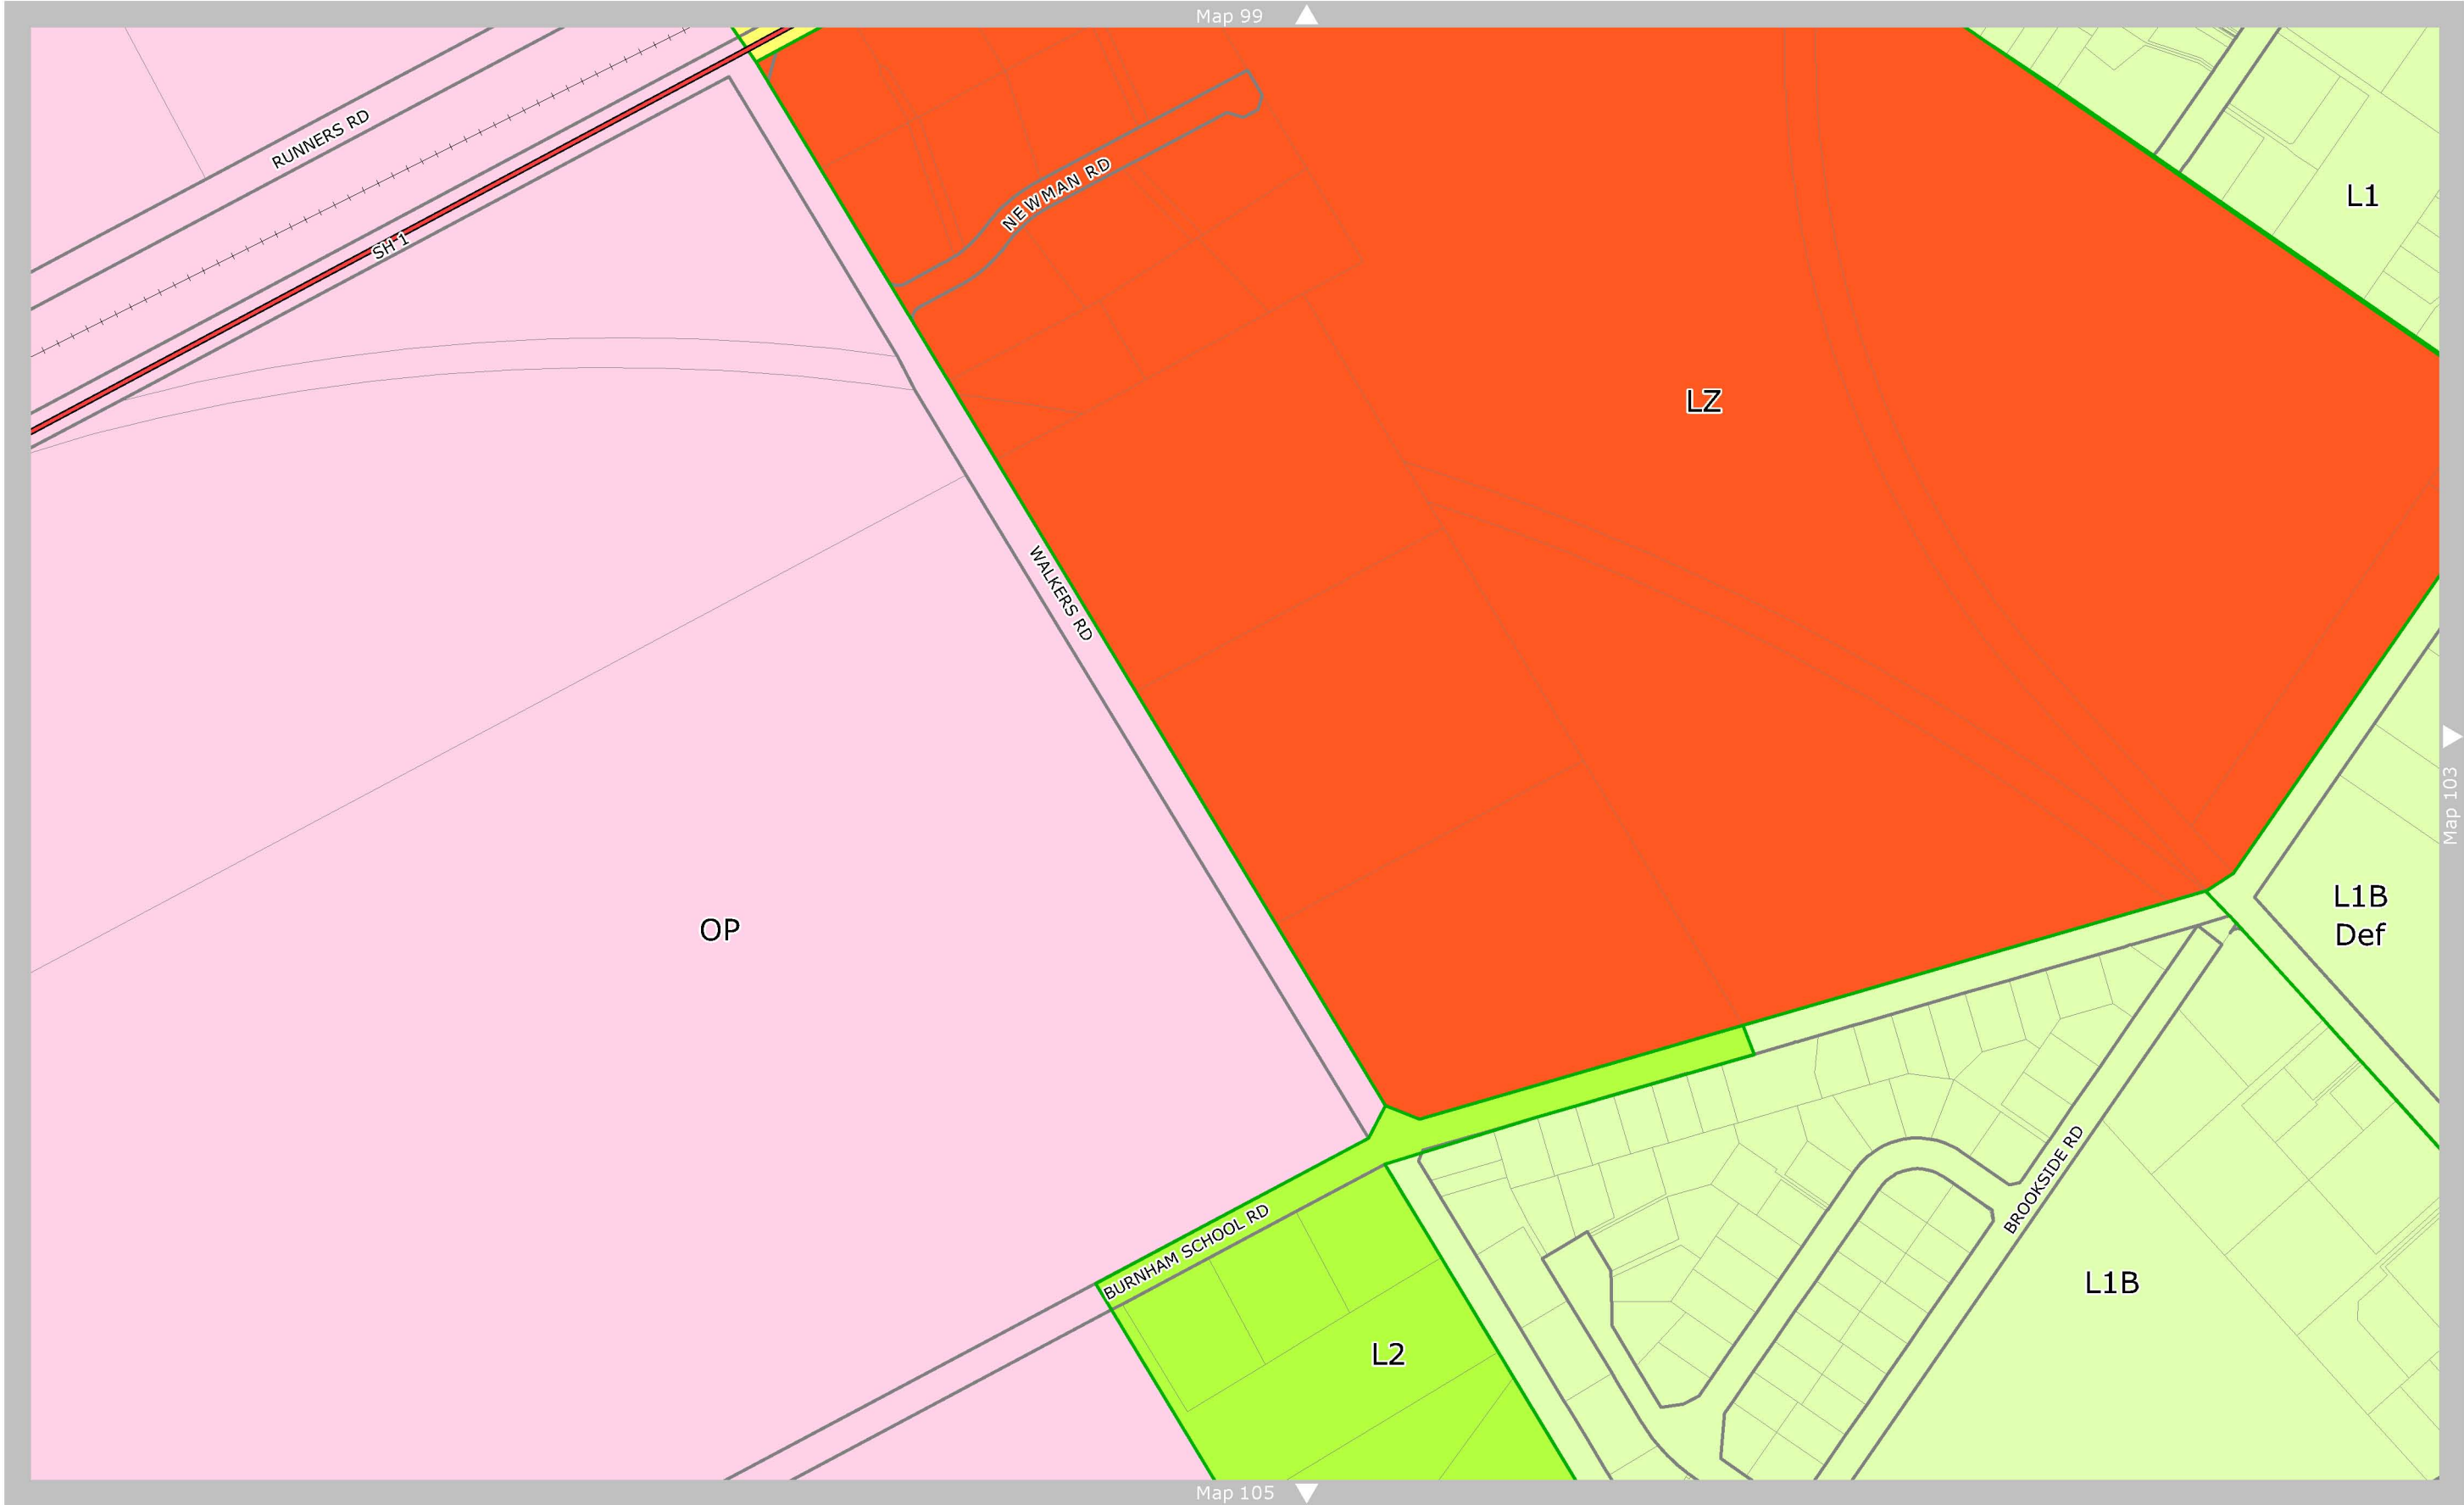 Map 99
RUNNERS RD
NEWMAN RD
L1
SH 1
LZ
WALKERS RD
Map 103
L1B
Def
OP
BROOKSIDE RD
BURNHAM SCHOOL RD
L1B
L2
Map 105